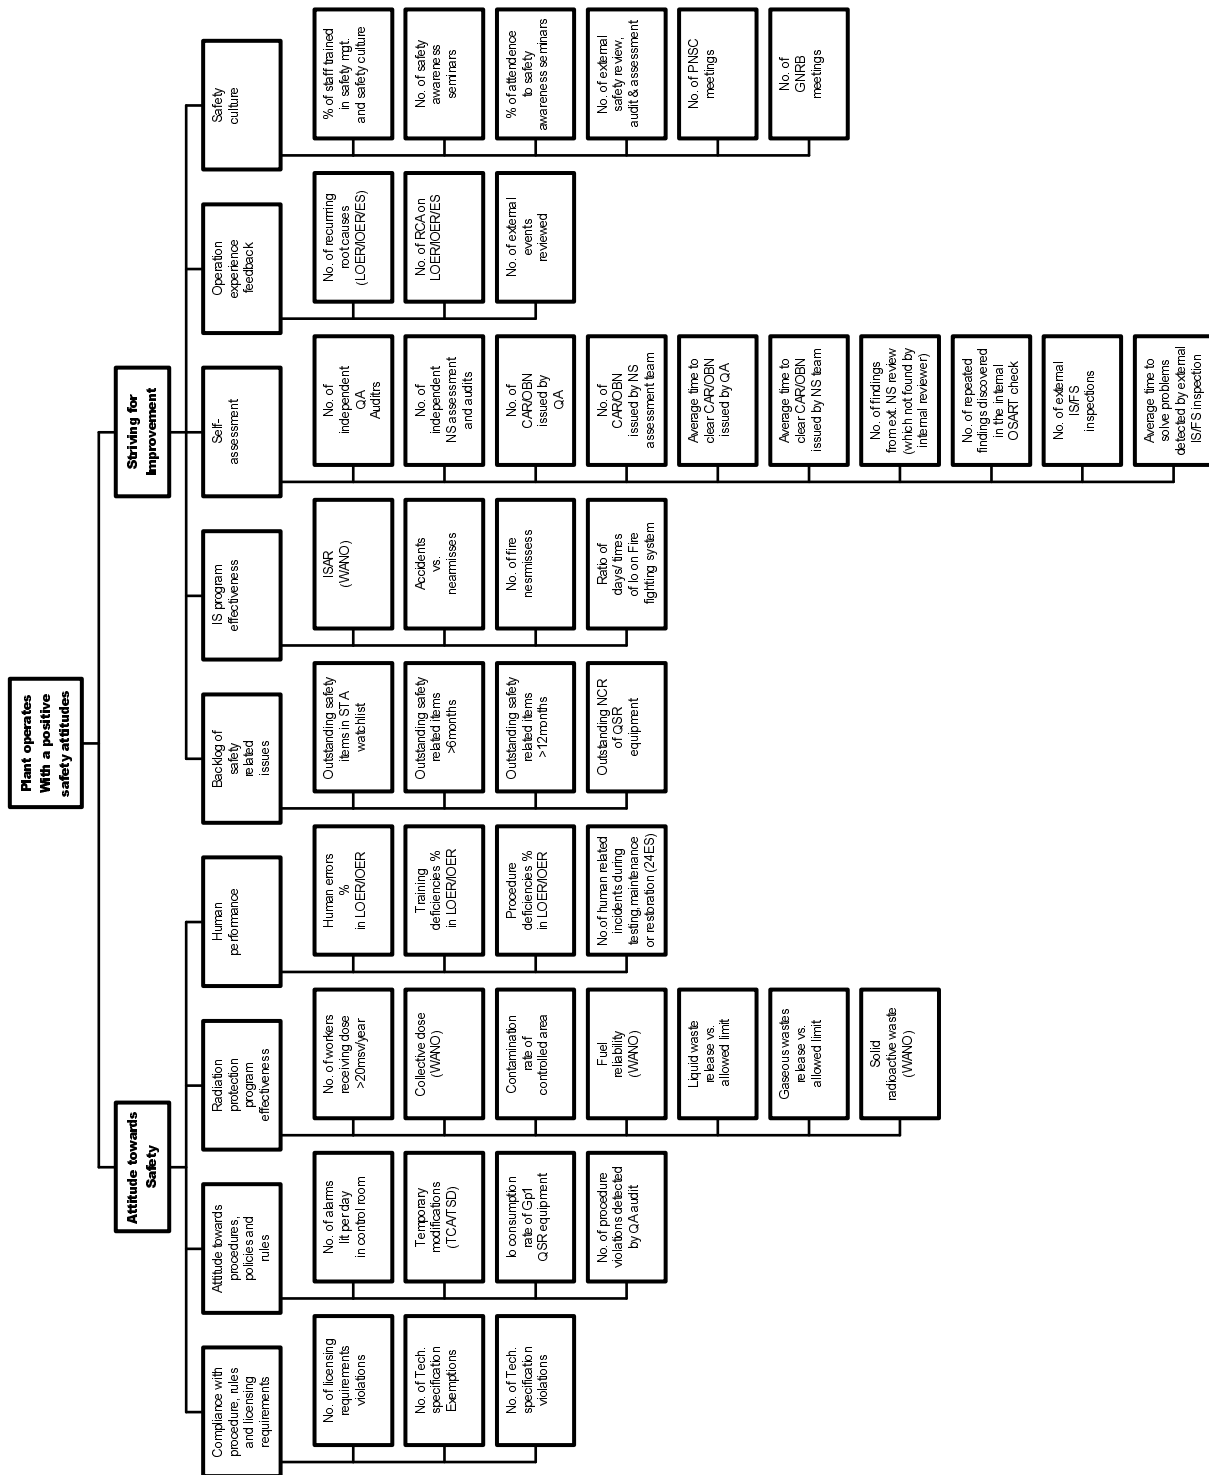 Plant operates
With a positive
safety attitudes
Attitude towards
Safety
Striving for
Improvement
Compliance with
procedure, rules
and licensing
requirements
No. of licensing
requirements
violations
No. of Tech.
specification
Exemptions
No. of Tech.
specification
violations
Attitude towards
procedures,
policies and
rules
No. of alarms
lit per day
in control room
Temporary
modifications
(TCA/TSD)
Io consumption
rate of Gp1
QSR equipment
No. of procedure
violations detected
by QA audit
Radiation
protection
program
effectiveness
No. of workers
receiving dose
>20msv/year
Collective dose
(WANO)
Contamination
rate of
controlled area
Fuel
reliability
(WANO)
Liquid waste
release vs.
allowed limit
Gaseous wastes
release vs.
allowed limit
Solid
radioactive waste
(WANO)
Human
performance
Human errors
%
in LOER/IOER
Training
deficiencies %
in LOER/IOER
Procedure
deficiencies %
in LOER/IOER
No.of human related
incidents during
testing,maintenance
or restoration (24ES)
Backlog of
safety
related
issues
Outstanding safety
items in STA
watchlist
Outstanding safety
related items
>6months
Outstanding safety
related items
>12months
Outstanding NCR
of QSR
equipment
IS program
effectiveness
ISAR
(WANO)
Accidents
vs.
nearmisses
No. of fire
nesrmissess
Ratio of
days/ times
of Io on Fire
fighting system
Self-
assessment
No. of
independent
QA
Auditrs
No. of
independent
NS assessment
and audits
No. of
CAR/OBN
issued by
QA
No. of
CAR/OBN
issued by NS
assessment team
Average time to
clear CAR/OBN
issued by QA
Average time to
clear CAR/OBN
issued by NS team
No. of findings
from ext. NS review
(which not found by
internal reviewer)
No. of repeated
findings discovered
in the internal
OSART check
No. of external
IS/FS
inspections
Average time to
solve problems
detected by external
IS/FS inspection
Operation
experience
feedback
No. of recurring
root causes
(LOER/IOER/ES)
No. of RCA on
LOER/IOER/ES
No. of external
events
reviewed
Safety
culture
% of staff trained
in safety mgt.
and safety culture
No. of safety
awareness
seminars
% of attendence
to safety
awareness seminars
No. of external
safety review,
audit & assessment
No. of PNSC
meetings
No. of
GNRB
meetings